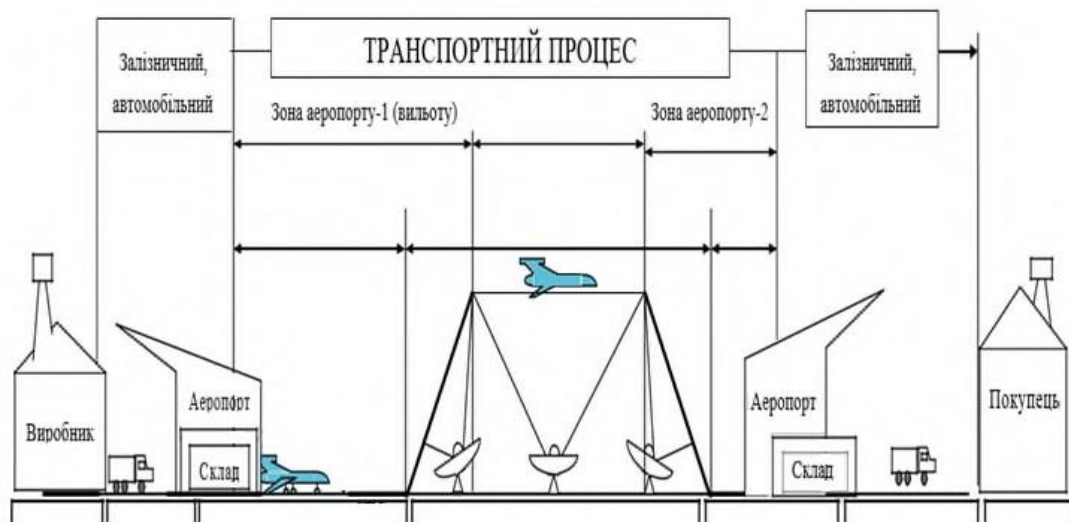 Залізничний,
автомобільний
ТРАНСПОРТНИЙ ПРОЦЕС
Залізничний,
автомобільний
Зона аеропорту-1 (вильоту)
Зона аеропорту-2
Виробник
Аеропорт
Склад
Аеропорт
Склад
Покупець